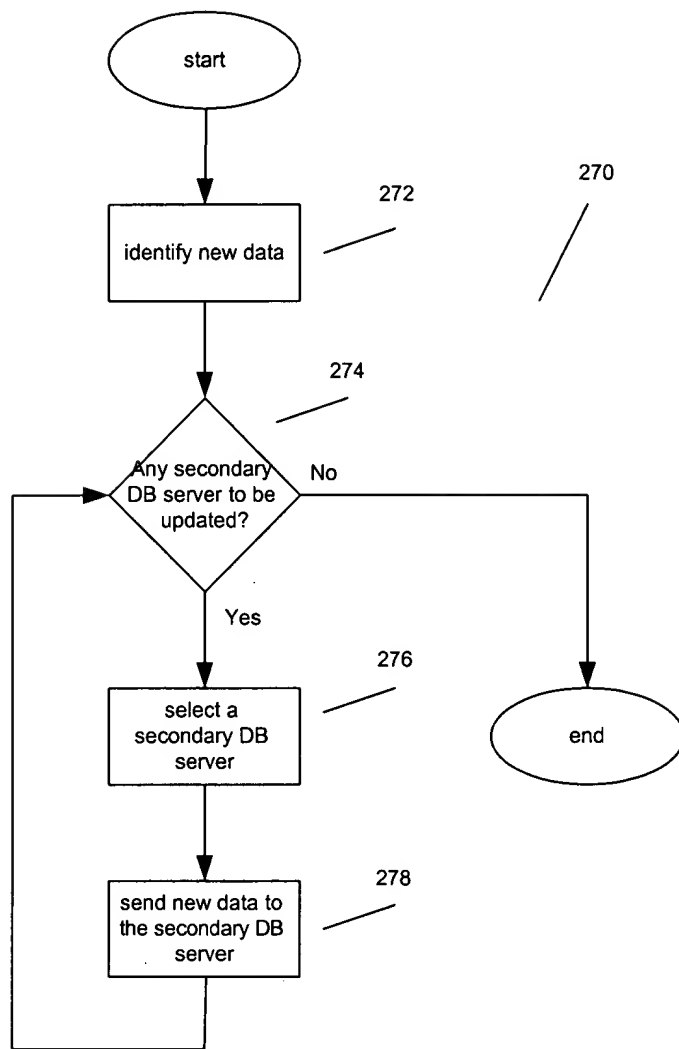 start
270
272
identify new data
274
Any secondary
DB server to be
updated?
No
Yes
276
select a
secondary DB
server
end
278
send new data to
the secondary DB
server